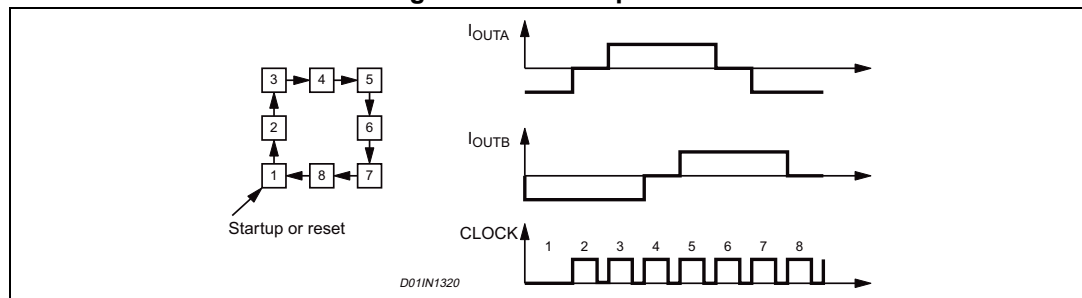 IOUTA
3 4 5
2 6
IOUTB
1 8 7
Startup or reset
CLOCK 1 2 3 4 5 6 7 8
D01IN1320